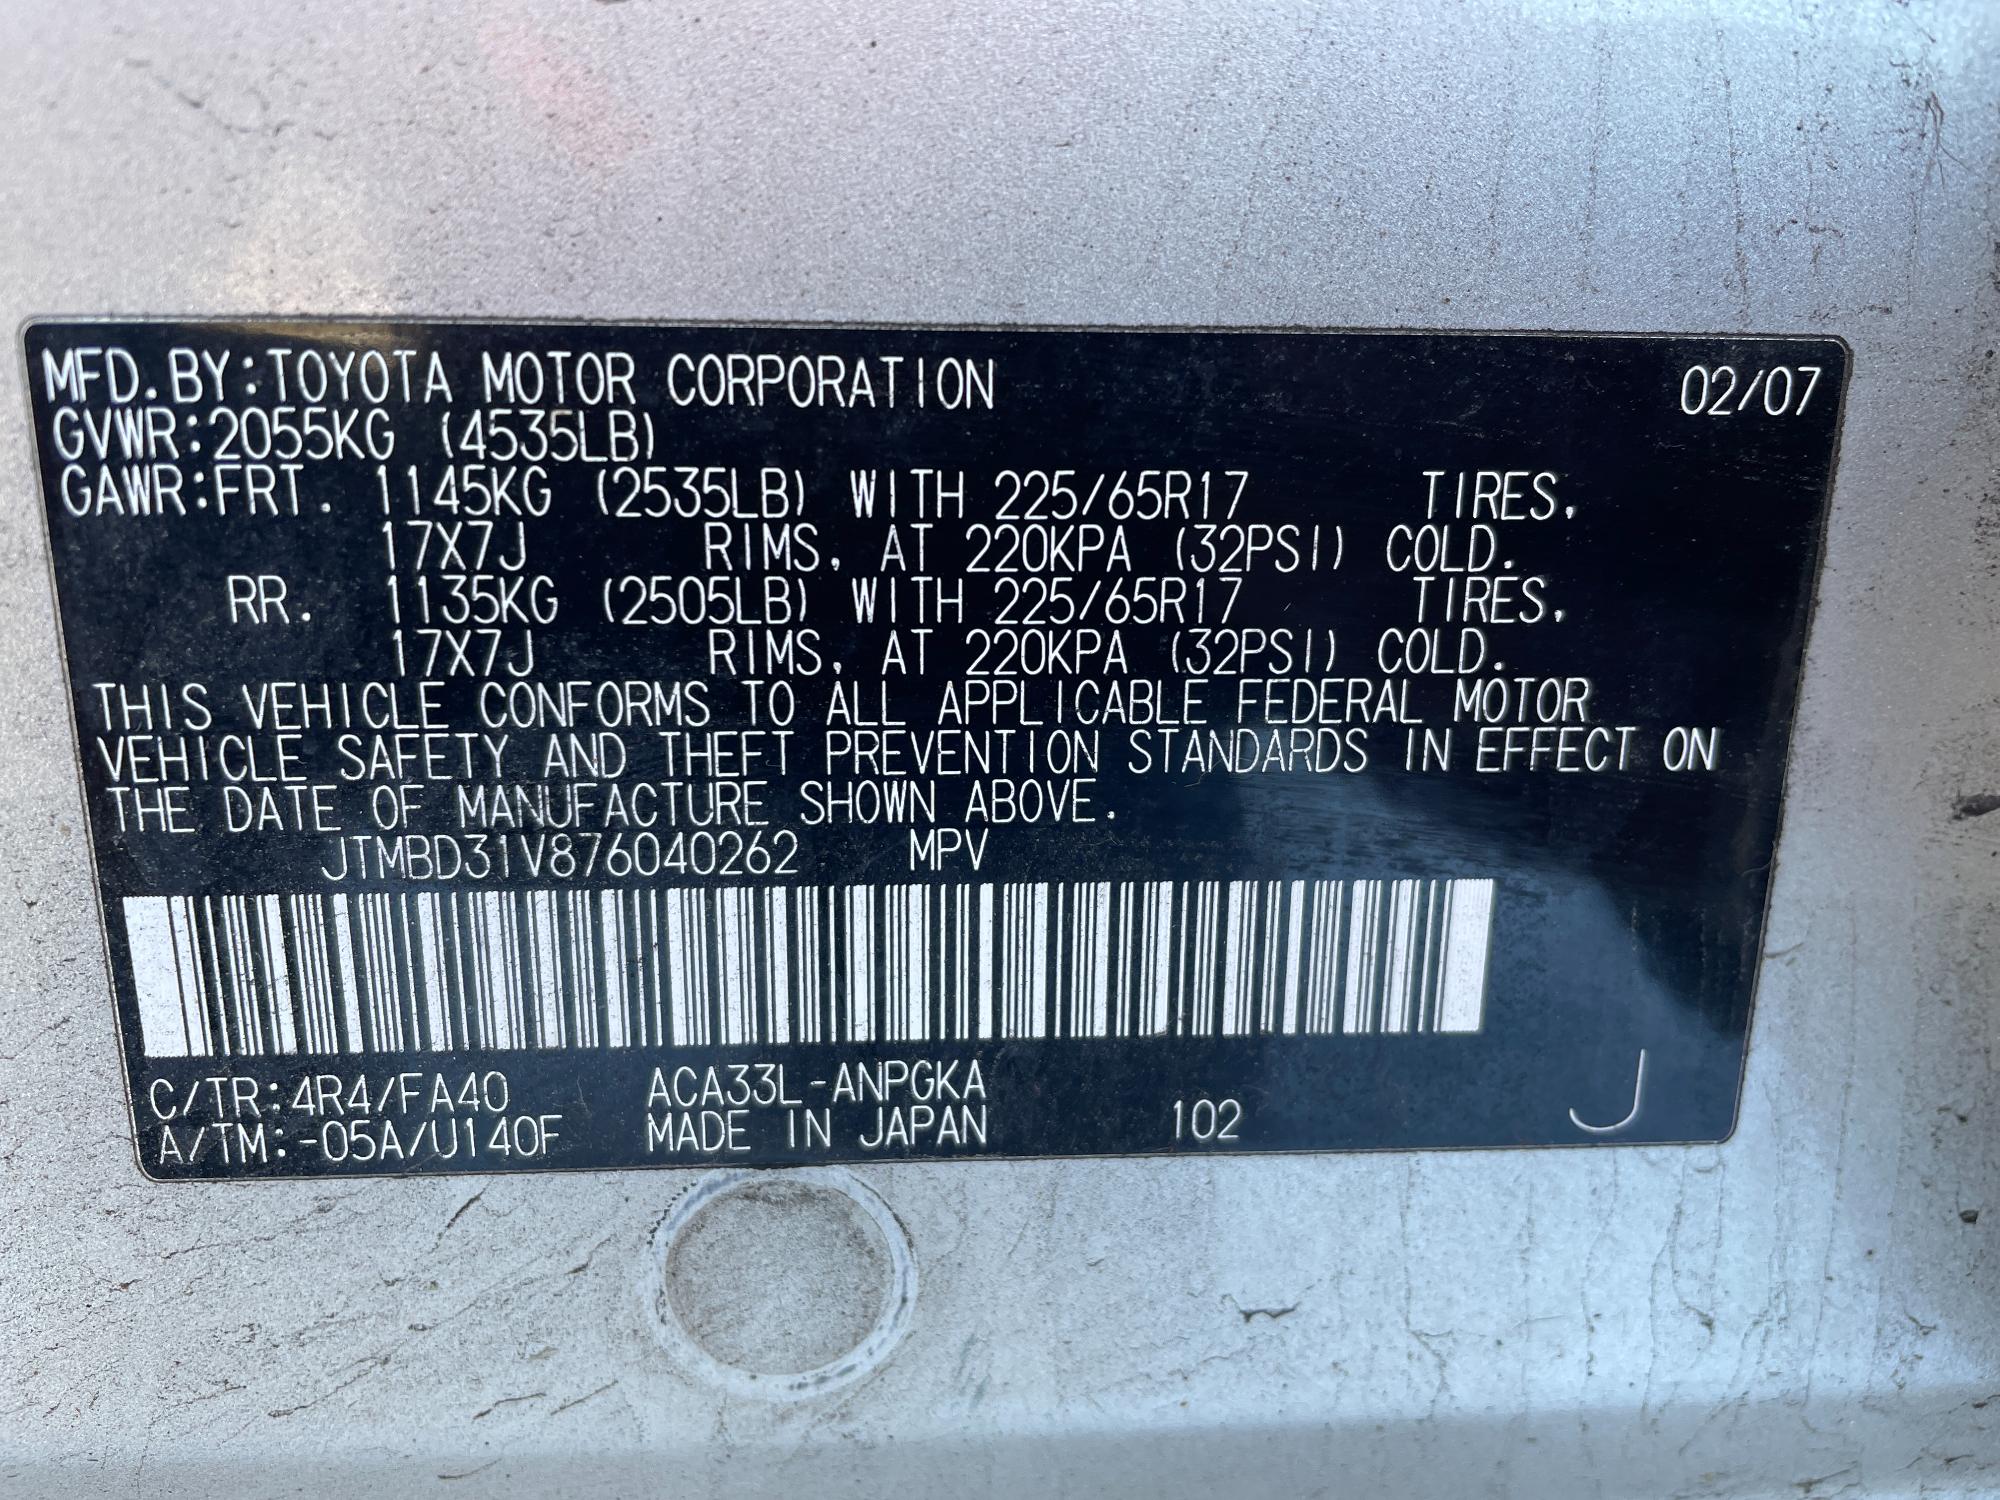 MFD.BY:TOYOTA MOTOR CORPORATION 02/07
GVWR:2055KG (4535LB)
GAWR:FRT. 1145KG (2535LB) WITH 225/65R17 TIRES,
17X7J RIMS, AT 220KPA (32PSI) COLD.
RR. 1135KG (2505LB) WITH 225/65R17 TIRES,
17X7J RIMS, AT 220KPA (32PSI) COLD.
THIS VEHICLE CONFORMS TO ALL APPLICABLE FEDERAL MOTOR
VEHICLE SAFETY AND THEFT PREVENTION STANDARDS IN EFFECT ON
THE DATE OF MANUFACTURE SHOWN ABOVE.
JTMBD31V876040262 MPV
C/TR:4R4/FA40 ACA33L-ANPGKA
A/TM:-05A/U140F MADE IN JAPAN 102 J